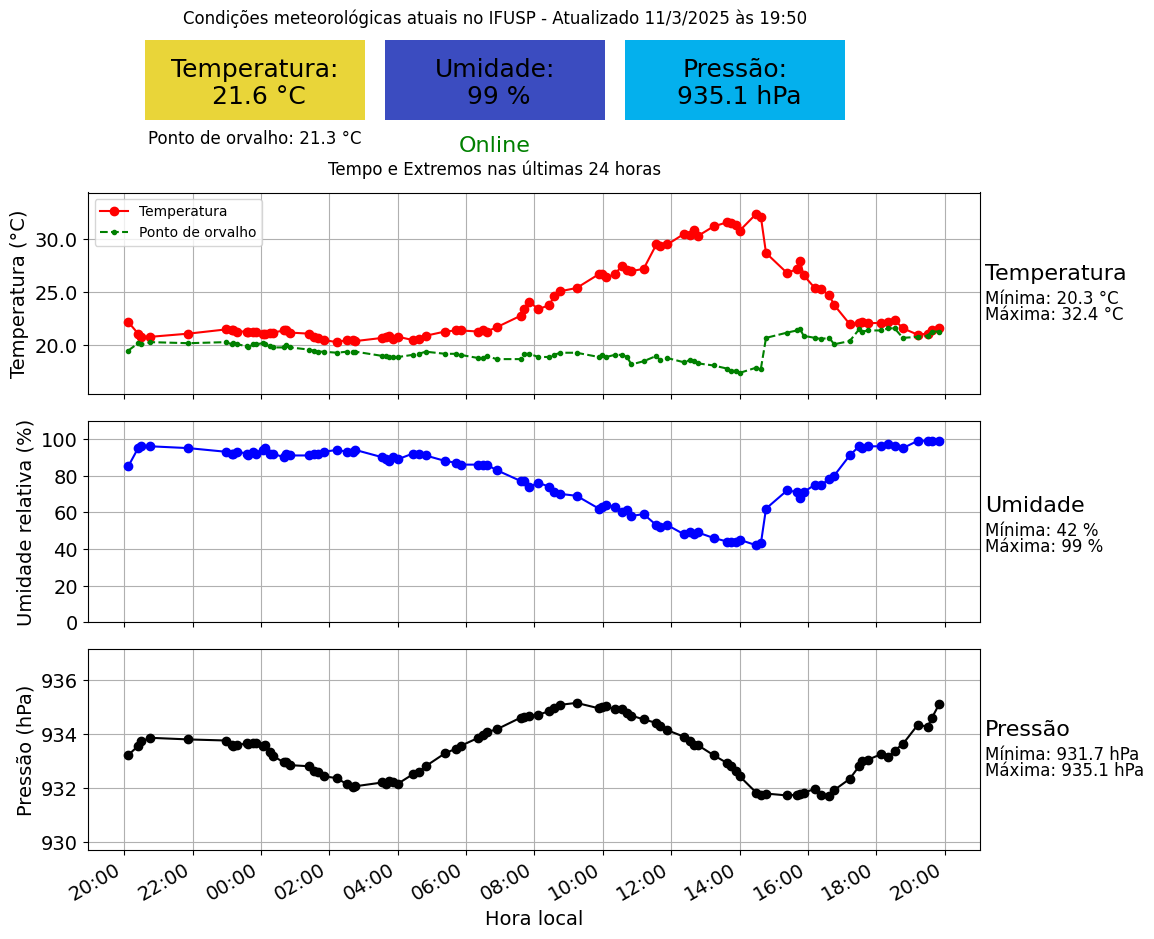 Condições meteorológicas atuais no IFUSP - Atualizado 11/3/2025 às 19:50
Temperatura:
21.6 °C
Umidade:
99 %
Pressão:
935.1 hPa
Ponto de orvalho: 21.3 °C
Online
Tempo e Extremos nas últimas 24 horas
Temperatura (°C)
30.0
25.0
20.0
Temperatura
Ponto de orvalho
Temperatura
Mínima: 20.3 °C
Máxima: 32.4 °C
Umidade relativa (%)
100
80
60
40
20
0
Umidade
Mínima: 42 %
Máxima: 99 %
Pressão (hPa)
936
934
932
930
Pressão
Mínima: 931.7 hPa
Máxima: 935.1 hPa
20:00 22:00 00:00 02:00 04:00 06:00 08:00 10:00 12:00 14:00 16:00 18:00 20:00
Hora local